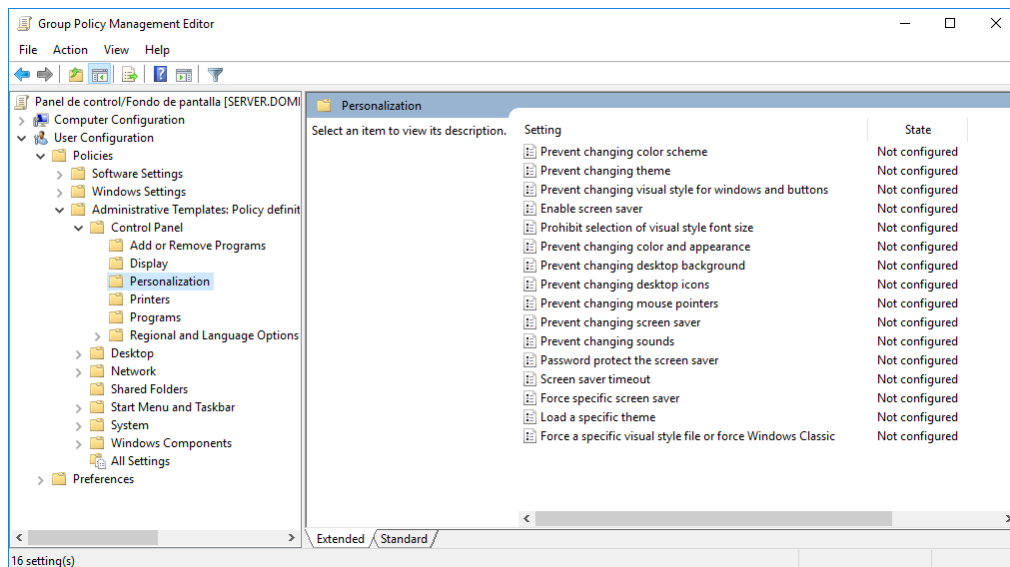 Group Policy Management Editor
File Action View Help
Panel de control/Fondo de pantalla [SERVER.DOMI
Computer Configuration
User Configuration
Policies
Software Settings
Windows Settings
Administrative Templates: Policy definit
Control Panel
Add or Remove Programs
Display
Personalization
Printers
Programs
Regional and Language Options
Desktop
Network
Shared Folders
Start Menu and Taskbar
System
Windows Components
All Settings
Preferences
Personalization
Select an item to view its description.
Setting State
Prevent changing color scheme Not configured
Prevent changing theme Not configured
Prevent changing visual style for windows and buttons Not configured
Enable screen saver Not configured
Prohibit selection of visual style font size Not configured
Prevent changing color and appearance Not configured
Prevent changing desktop background Not configured
Prevent changing desktop icons Not configured
Prevent changing mouse pointers Not configured
Prevent changing screen saver Not configured
Prevent changing sounds Not configured
Password protect the screen saver Not configured
Screen saver timeout Not configured
Force specific screen saver Not configured
Load a specific theme Not configured
Force a specific visual style file or force Windows Classic Not configured
Extended Standard
16 setting(s)